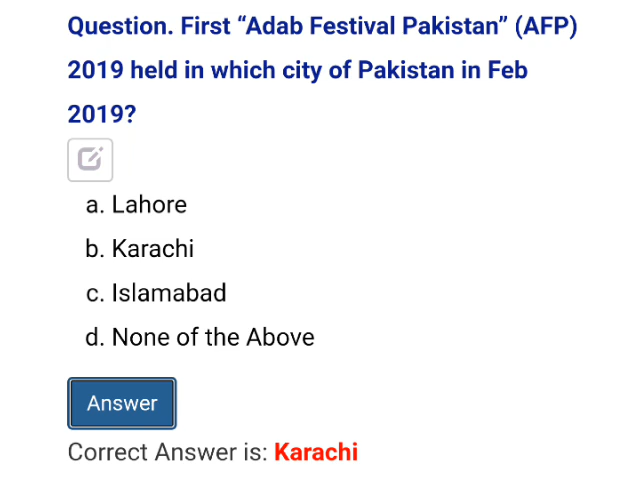 Question. First “Adab Festival Pakistan” (AFP)
2019 held in which city of Pakistan in Feb
2019?
a. Lahore
b. Karachi
c. Islamabad
d. None of the Above
Answer
Correct Answer is: Karachi